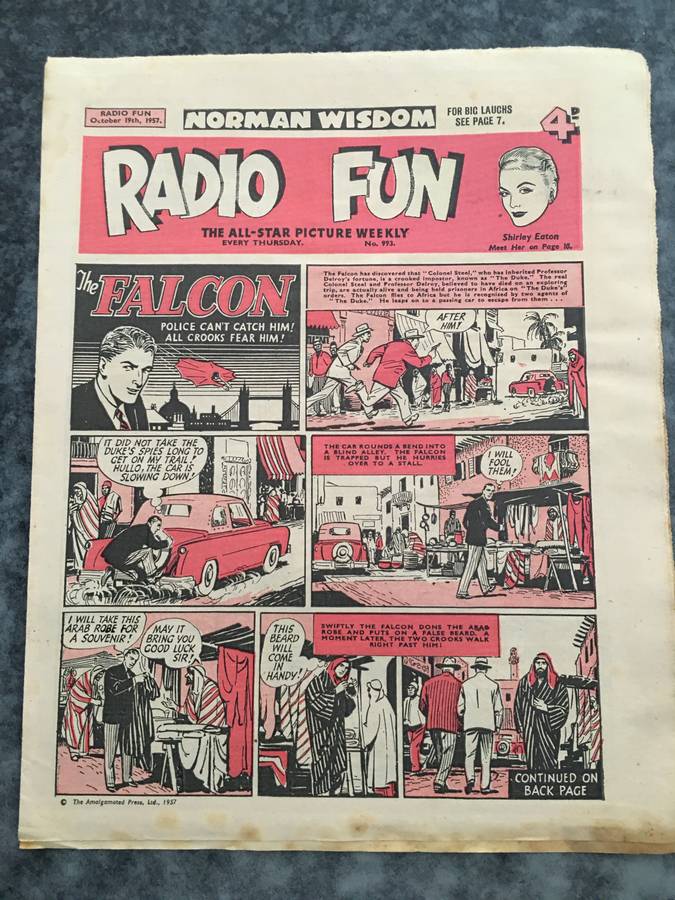 RADIO FUN
October 19th, 1957.
NORMAN WISDOM
FOR BIG LAUGHS
SEE PAGE 7.
4D.
RADIO FUN
THE ALL-STAR PICTURE WEEKLY
EVERY THURSDAY.
No. 993.
Shirley Eaton
Meet Her on Page 18.
The FALCON
POLICE CAN'T CATCH HIM!
ALL CROOKS FEAR HIM!
The Falcon has discovered that "Colonel Steel," who has inherited Professor
Delroy's fortune, is a crooked impostor, known as "The Duke." The real
Colonel Steel and Professor Delroy, believed to have died on an exploring
trip, are actually alive and being held prisoners in Africa on "The Duke's"
orders. The Falcon flies to Africa but he is recognised by two agents of
"The Duke." He leaps on to a passing car to escape from them . . .
AFTER
HIM!
IT DID NOT TAKE THE
DUKE'S SPIES LONG TO
GET ON MY TRAIL!
HULLO, THE CAR IS
SLOWING DOWN!
THE CAR ROUNDS A BEND INTO
A BLIND ALLEY. THE FALCON
IS TRAPPED BUT HE HURRIES
OVER TO A STALL.
I WILL
FOOL
THEM!
I WILL TAKE THIS
ARAB ROBE FOR
A SOUVENIR!
MAY IT
BRING YOU
GOOD LUCK
SIR!
THIS
BEARD
WILL
COME
IN
HANDY!
SWIFTLY THE FALCON DONS THE ARAB
ROBE AND PUTS ON A FALSE BEARD. A
MOMENT LATER, THE TWO CROOKS WALK
RIGHT PAST HIM!
CONTINUED ON
BACK PAGE
© The Amalgamated Press, Ltd., 1957